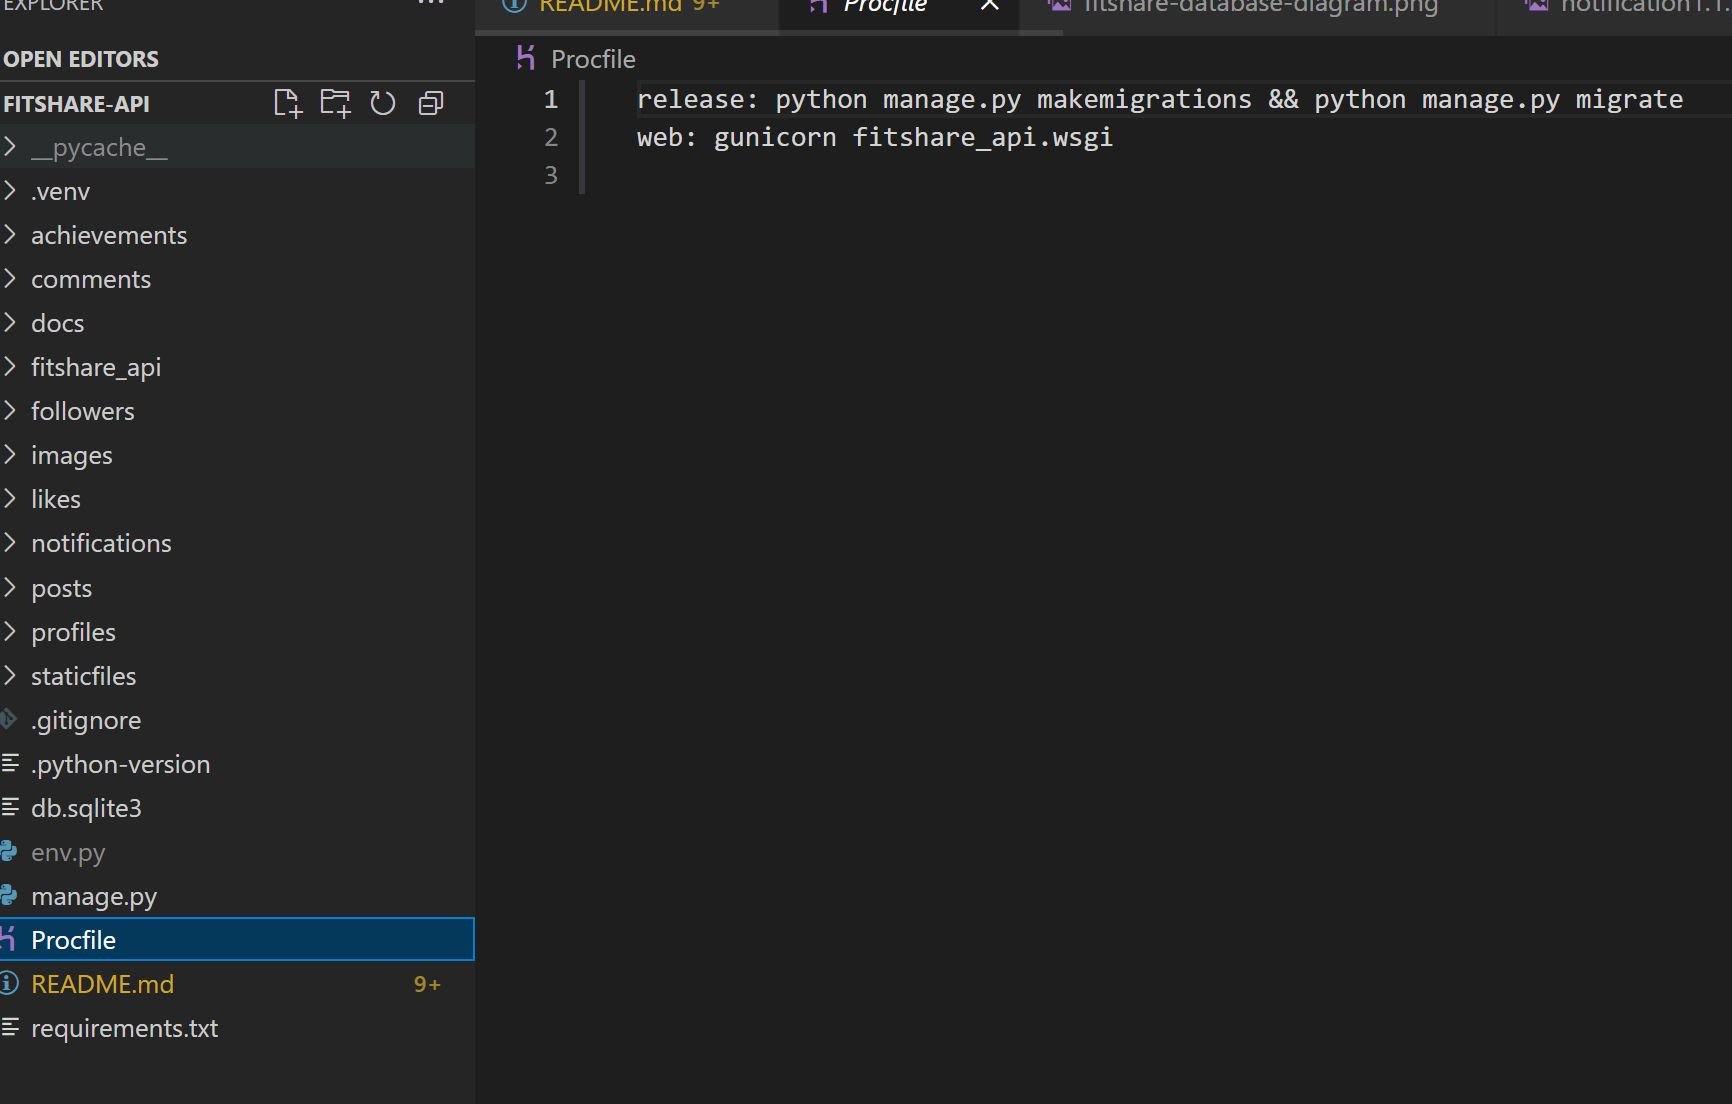 EXPLORER
README.md 9+
Procfile
fitshare-database-diagram.png
notification1.1.
OPEN EDITORS
Procfile
FITSHARE-API
1 release: python manage.py makemigrations && python manage.py migrate
2 web: gunicorn fitshare_api.wsgi
3
__pycache__
.venv
achievements
comments
docs
fitshare_api
followers
images
likes
notifications
posts
profiles
staticfiles
.gitignore
.python-version
db.sqlite3
env.py
manage.py
Procfile
README.md 9+
requirements.txt